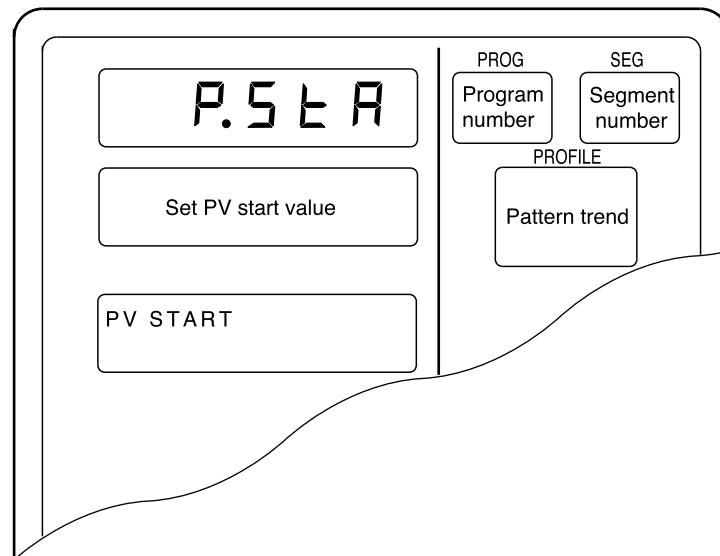 P.StA
Set PV start value
PV START
PROG
Program
number
SEG
Segment
number
PROFILE
Pattern trend